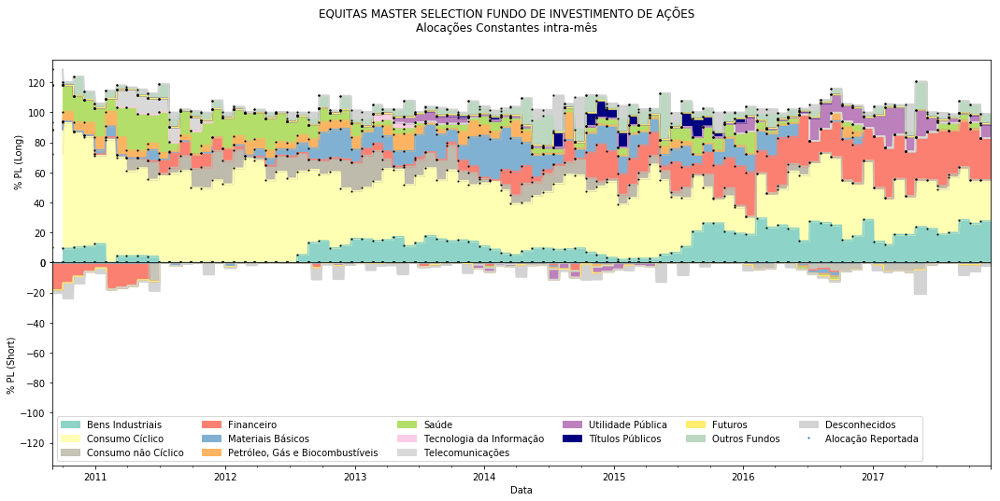 EQUITAS MASTER SELECTION FUNDO DE INVESTIMENTO DE AÇÕES
Alocações Constantes intra-mês
% PL (Long)
120
100
80
60
40
20
0
% PL (Short)
−20
−40
−60
−80
−100
−120
Bens Industriais
Consumo Cíclico
Consumo não Cíclico
Financeiro
Materiais Básicos
Petróleo, Gás e Biocombustíveis
Saúde
Tecnologia da Informação
Telecomunicações
Utilidade Pública
Títulos Públicos
Futuros
Outros Fundos
Desconhecidos
Alocação Reportada
2011 2012 2013 2014 2015 2016 2017
Data